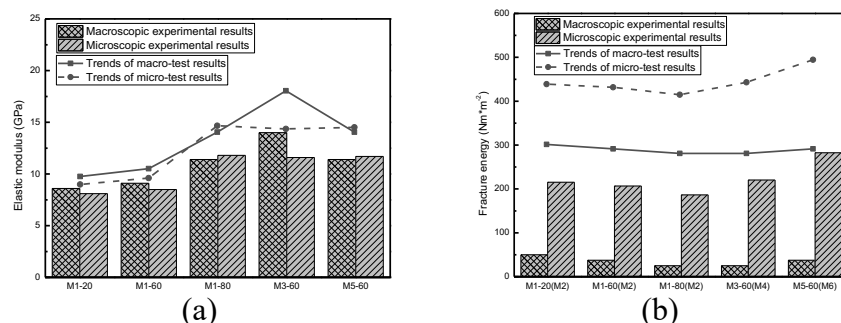 25
20
15
10
5
0
Elastic modulus (GPa)
Macroscopic experimental results
Microscopic experimental results
Trends of macro-test results
Trends of micro-test results
M1-20 M1-60 M1-80 M3-60 M5-60
(a)
600
500
400
300
200
100
0
Fracture energy (Nm*m⁻²)
Macroscopic experimental results
Microscopic experimental results
Trends of macro-test results
Trends of micro-test results
M1-20(M2) M1-60(M2) M1-80(M2) M3-60(M4) M5-60(M6)
(b)